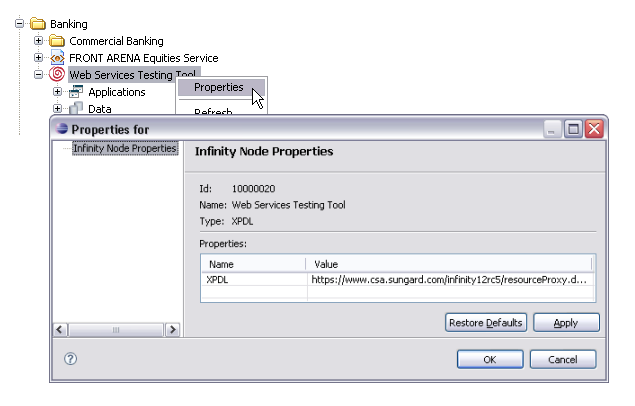 Banking
Commercial Banking
FRONT ARENA Equities Service
Web Services Testing Tool
Applications
Properties
Data
Refresh
Properties for
Infinity Node Properties
Infinity Node Properties
Id: 10000020
Name: Web Services Testing Tool
Type: XPDL
Properties:
Name Value
XPDL https://www.csa.sungard.com/infinity12rc5/resourceProxy.d...
Restore Defaults Apply
OK Cancel